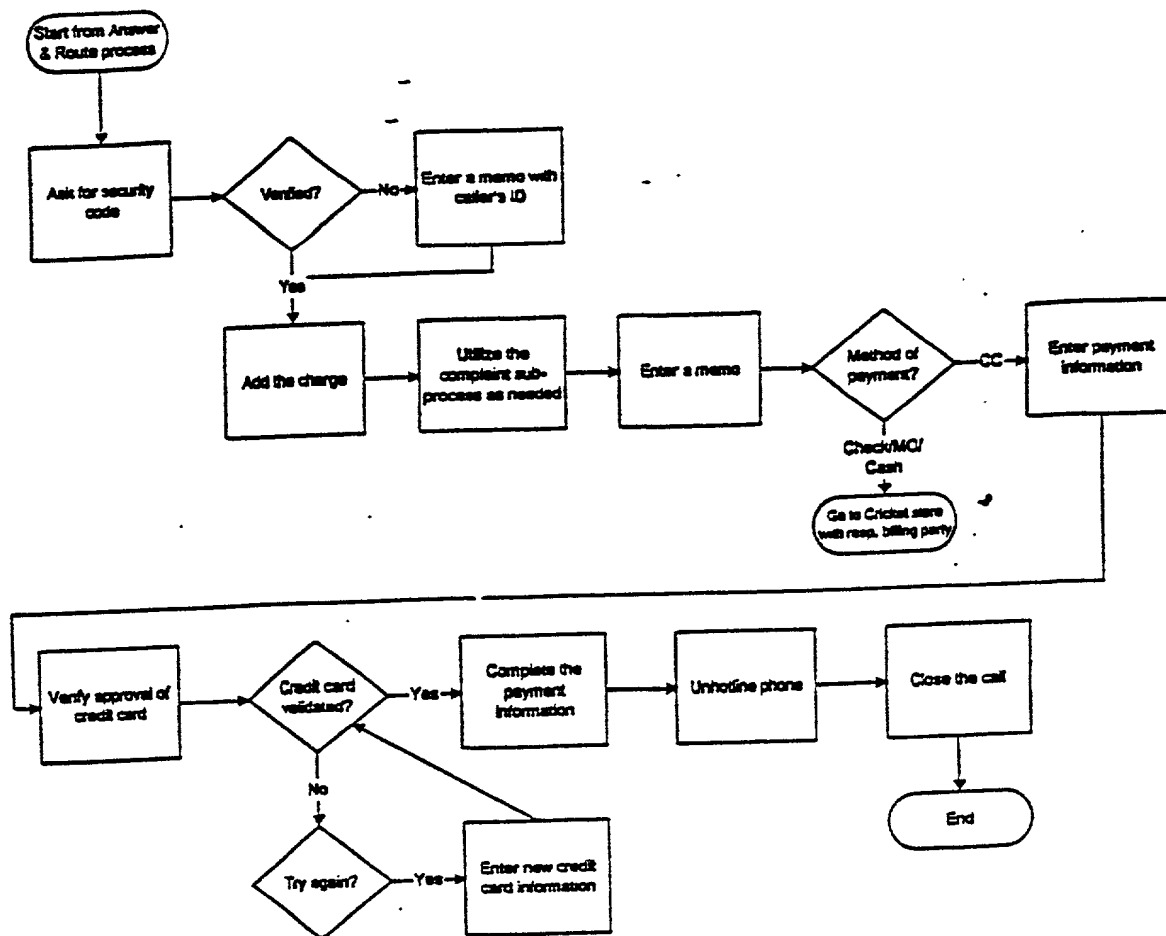 Start from Answer
& Route process
Ask for security
code
Verified?
No
Enter a memo with
caller's ID
Yes
Add the charge
Utilize the
complaint sub-
process as needed
Enter a memo
Method of
payment?
CC
Enter payment
information
Check/MO/
Cash
Go to Cricket store
with resp. billing party
Verify approval of
credit card
Credit card
validated?
Yes
Complete the
payment
information
Unhotline phone
Close the call
No
End
Try again?
Yes
Enter new credit
card information